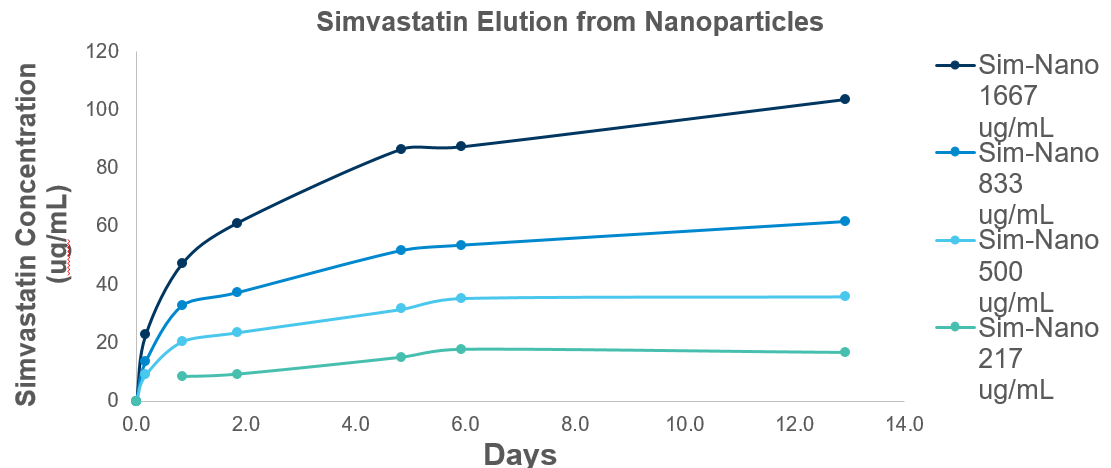 Simvastatin Elution from Nanoparticles
Simvastatin Concentration
(ug/mL)
120
100
80
60
40
20
0
0.0
2.0
4.0
6.0
8.0
10.0
12.0
14.0
Days
Sim-Nano
1667
ug/mL
Sim-Nano
833
ug/mL
Sim-Nano
500
ug/mL
Sim-Nano
217
ug/mL